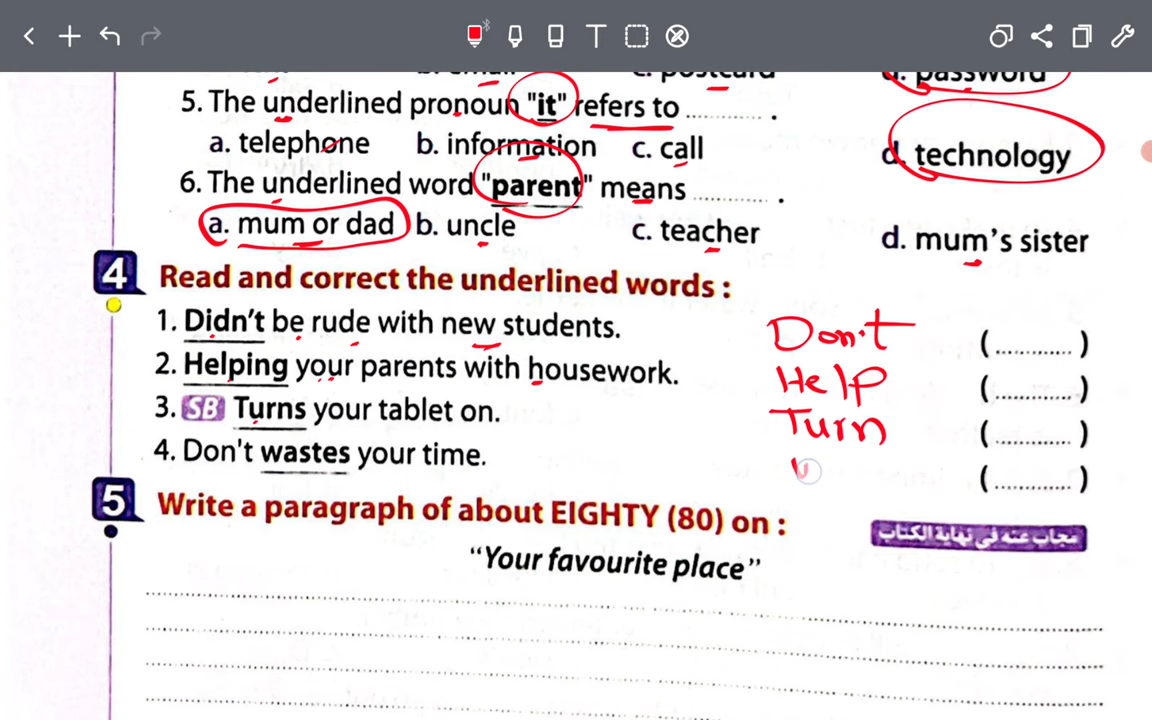 c. postcard d. password
5. The underlined pronoun "it" refers to ............ .
a. telephone b. information c. call d. technology
6. The underlined word "parent" means ............ .
a. mum or dad b. uncle c. teacher d. mum's sister
4 Read and correct the underlined words :
1. Didn't be rude with new students. Don't (............)
2. Helping your parents with housework. Help (............)
3. SB Turns your tablet on. Turn (............)
4. Don't wastes your time. (............)
5 Write a paragraph of about EIGHTY (80) on :
مجاب عنه فى نهاية الكتاب
"Your favourite place"